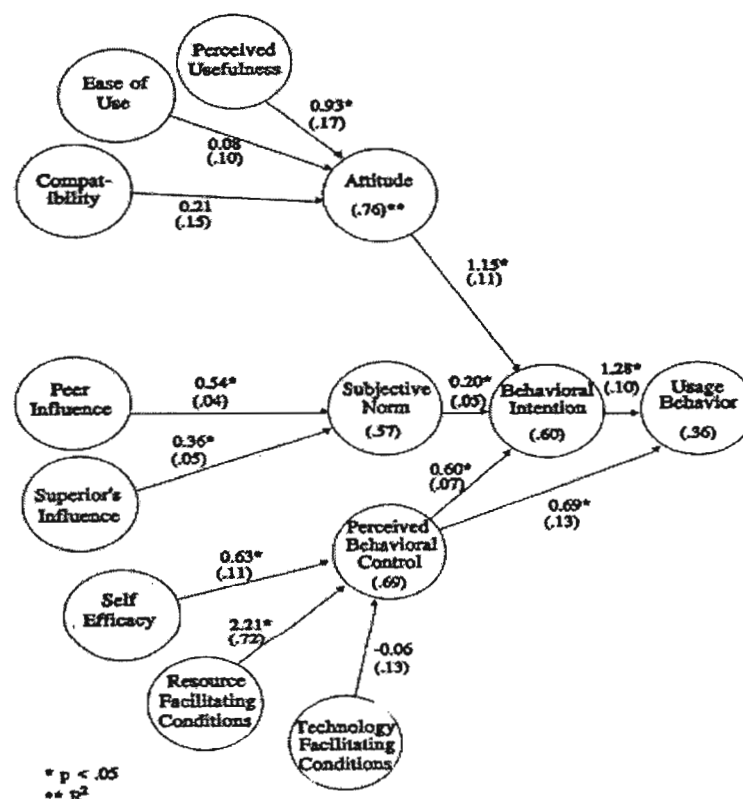 Perceived
Usefulness
Ease of
Use
0.93*
(.17)
0.08
(.10)
Compat-
ibility
0.21
(.15)
Attitude
(.76)**
1.15*
(.11)
Peer
Influence
0.54*
(.04)
Subjective
Norm
(.57)
0.20*
(.05)
Behavioral
Intention
(.60)
1.28*
(.10)
Usage
Behavior
(.36)
0.36*
(.05)
Superior's
Influence
0.60*
(.07)
0.69*
(.13)
Perceived
Behavioral
Control
(.69)
0.63*
(.11)
Self
Efficacy
2.21*
(.72)
-0.06
(.13)
Resource
Facilitating
Conditions
Technology
Facilitating
Conditions
* p < .05
** R²